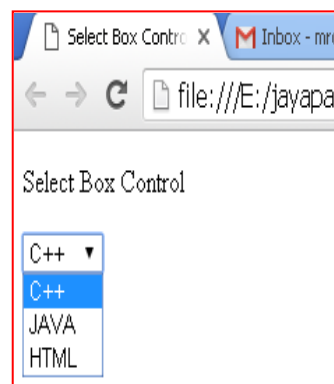 Select Box Contro
Inbox - mr
file:///E:/jayapa
Select Box Control
C++
C++
JAVA
HTML